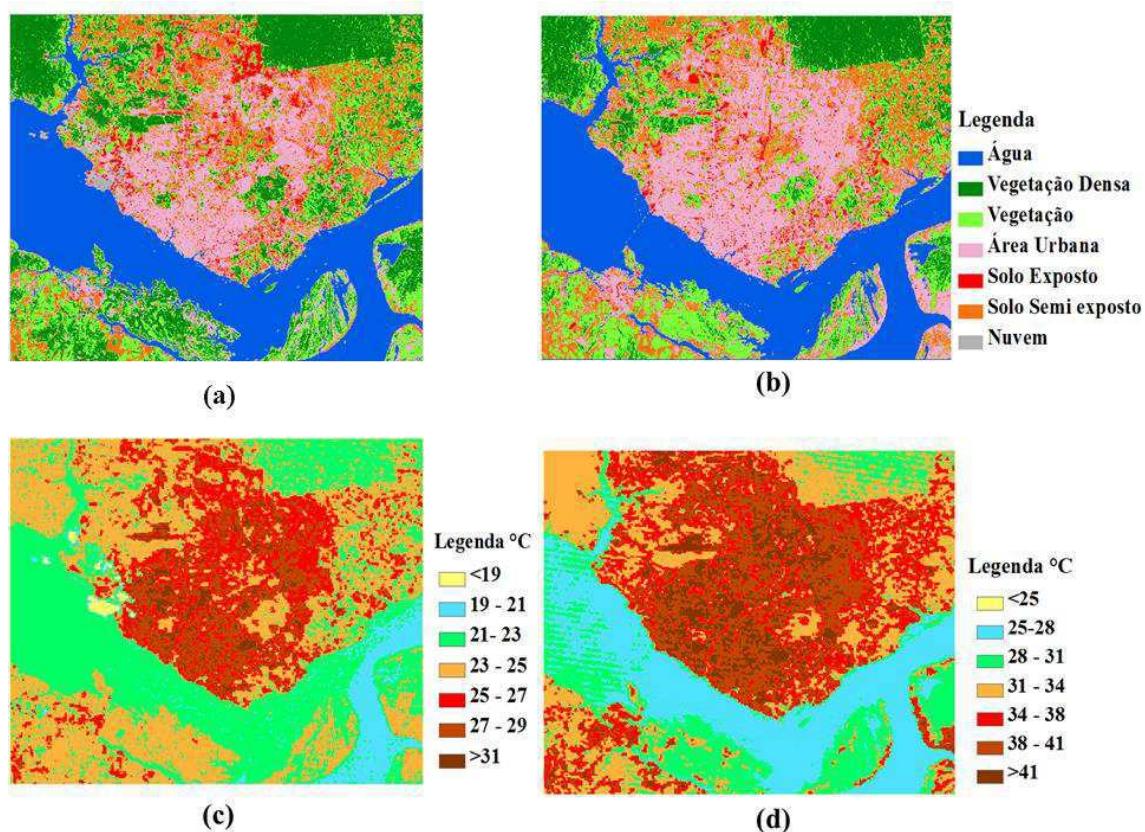 Legenda
Água
Vegetação Densa
Vegetação
Área Urbana
Solo Exposto
Solo Semi exposto
Nuvem
(a)
(b)
Legenda °C
<19
19 - 21
21- 23
23 - 25
25 - 27
27 - 29
>31
Legenda °C
<25
25-28
28 - 31
31 - 34
34 - 38
38 - 41
>41
(c)
(d)